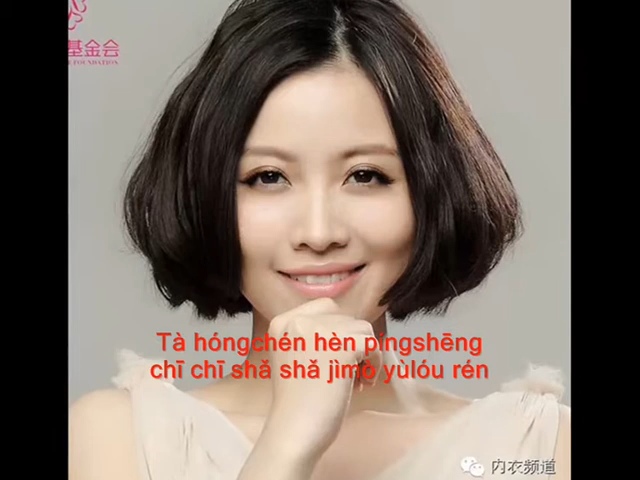 基金会
FOUNDATION
Tà hóngchén hèn píngshēng
chī chī shǎ shǎ jìmò yùlóu rén
内衣频道